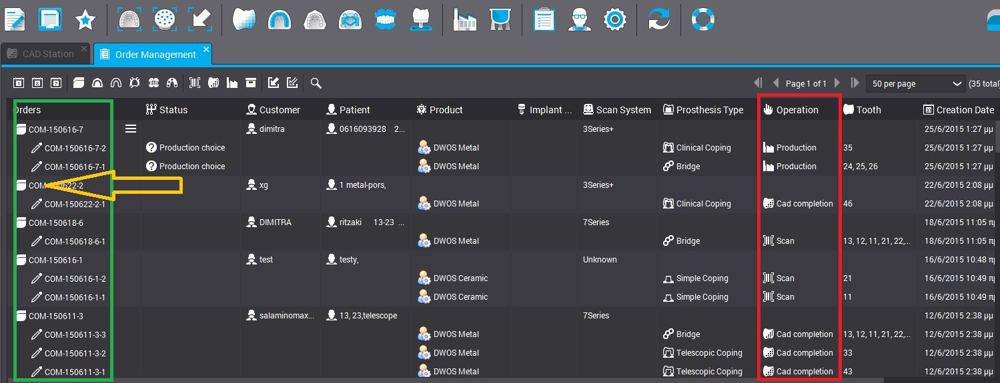 CAD Station Order Management
Page 1 of 1 50 per page (35 total
Orders Status Customer Patient Product Implant ... Scan System Prosthesis Type Operation Tooth Creation Date
COM-150616-7 dimitra 0616093928 2... 3Series+ 25/6/2015 1:27 μμ
COM-150616-7-2 Production choice DWOS Metal Clinical Coping Production 35 25/6/2015 1:27 μμ
COM-150616-7-1 Production choice DWOS Metal Bridge Production 24, 25, 26 25/6/2015 1:27 μμ
COM-150622-2 xg 1 metal-pors, 3Series+ 22/6/2015 2:08 μμ
COM-150622-2-1 DWOS Metal Clinical Coping Cad completion 46 22/6/2015 2:08 μμ
COM-150618-6 DIMITRA ritzaki 13-23 ... 7Series 18/6/2015 11:05 πμ
COM-150618-6-1 DWOS Metal Bridge Scan 13, 12, 11, 21, 22,... 18/6/2015 11:05 πμ
COM-150616-1 test testy, Unknown 16/6/2015 10:48 πμ
COM-150616-1-2 DWOS Ceramic Simple Coping Scan 21 16/6/2015 10:49 πμ
COM-150616-1-1 DWOS Ceramic Simple Coping Scan 11 16/6/2015 10:49 πμ
COM-150611-3 salaminomax... 13, 23,telescope 7Series 12/6/2015 2:38 μμ
COM-150611-3-3 DWOS Metal Bridge Cad completion 13, 12, 11, 21, 22,... 12/6/2015 2:38 μμ
COM-150611-3-2 DWOS Metal Telescopic Coping Cad completion 33 12/6/2015 2:38 μμ
COM-150611-3-1 DWOS Metal Telescopic Coping Cad completion 43 12/6/2015 2:38 μμ